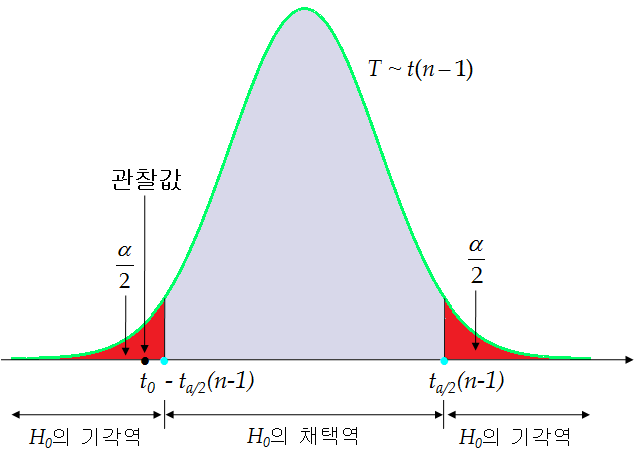 T ~ t(n – 1)
관찰값
α/2
α/2
t₀ - tα/2(n-1)
tα/2(n-1)
H₀의 기각역
H₀의 채택역
H₀의 기각역